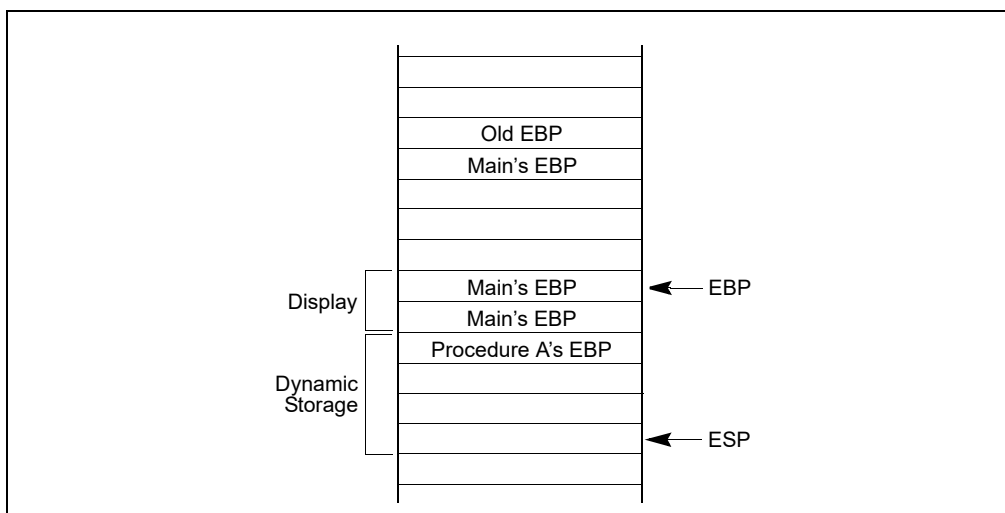 Old EBP
Main’s EBP
Display
Main’s EBP
EBP
Main’s EBP
Procedure A’s EBP
Dynamic
Storage
ESP